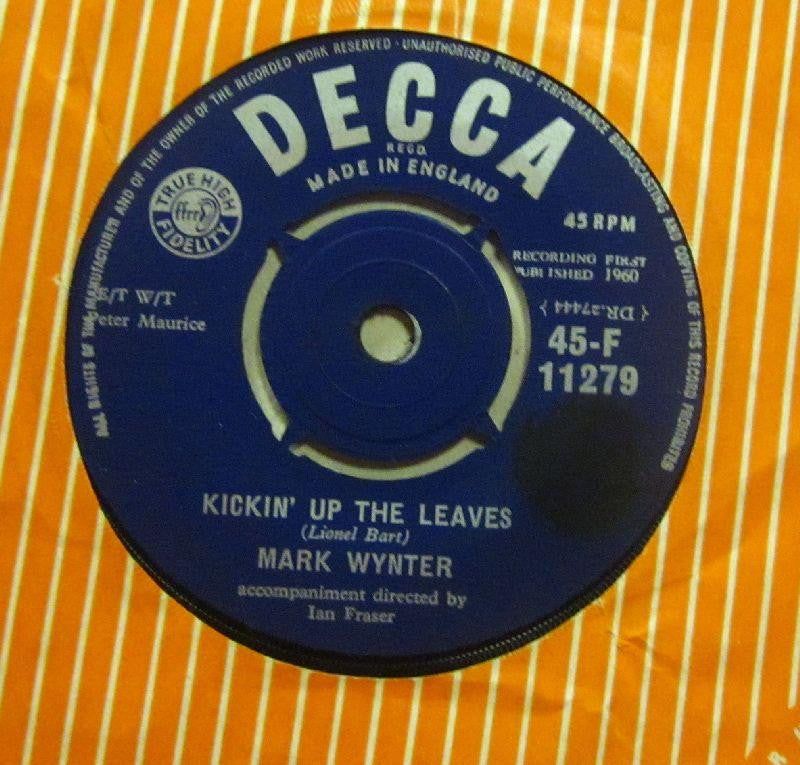 ALL RIGHTS OF THE MANUFACTURER AND OF THE OWNER OF THE RECORDED WORK RESERVED · UNAUTHORISED PUBLIC PERFORMANCE BROADCASTING AND COPYING OF THIS RECORD PROHIBITED
DECCA
REGD.
MADE IN ENGLAND
TRUE HIGH
ffrr
FIDELITY
45 RPM
RECORDING FIRST
PUBLISHED 1960
E/T W/T
Peter Maurice
{ DR.27444 }
45-F
11279
KICKIN' UP THE LEAVES
(Lionel Bart)
MARK WYNTER
accompaniment directed by
Ian Fraser